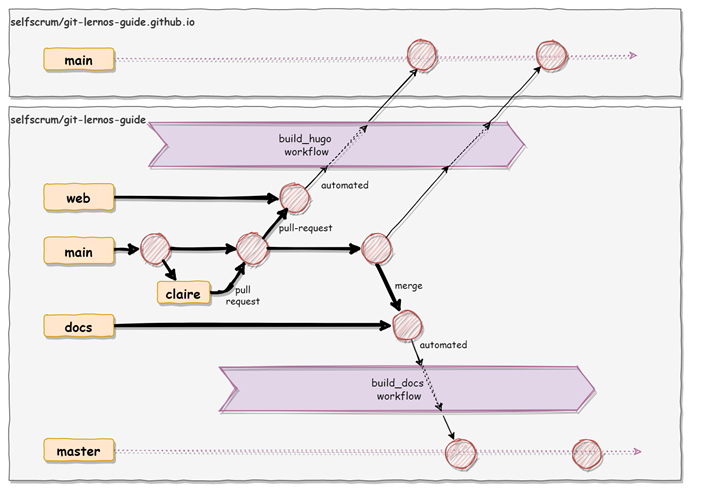 selfscrum/git-lernos-guide.github.io
main
selfscrum/git-lernos-guide
build_hugo
workflow
automated
web
pull-request
main
claire
pull
request
merge
docs
automated
build_docs
workflow
master